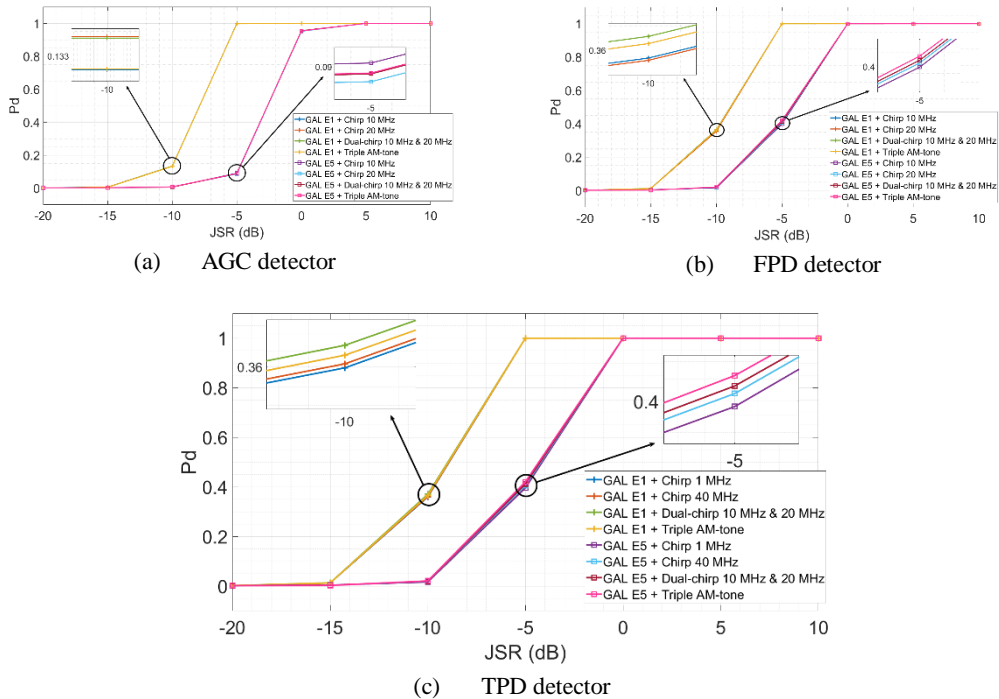 1
0.8
0.6
0.4
0.2
0
Pd
-20
-15
-10
-5
0
5
10
JSR (dB)
0.133
-10
0.09
-5
GAL E1 + Chirp 10 MHz
GAL E1 + Chirp 20 MHz
GAL E1 + Dual-chirp 10 MHz & 20 MHz
GAL E1 + Triple AM-tone
GAL E5 + Chirp 10 MHz
GAL E5 + Chirp 20 MHz
GAL E5 + Dual-chirp 10 MHz & 20 MHz
GAL E5 + Triple AM-tone
(a) AGC detector
1
0.8
0.6
0.4
0.2
0
Pd
-20
-15
-10
-5
0
5
10
JSR (dB)
0.36
-10
0.4
-5
GAL E1 + Chirp 10 MHz
GAL E1 + Chirp 20 MHz
GAL E1 + Dual-chirp 10 MHz & 20 MHz
GAL E1 + Triple AM-tone
GAL E5 + Chirp 10 MHz
GAL E5 + Chirp 20 MHz
GAL E5 + Dual-chirp 10 MHz & 20 MHz
GAL E5 + Triple AM-tone
(b) FPD detector
1
0.8
0.6
0.4
0.2
0
Pd
-20
-15
-10
-5
0
5
10
JSR (dB)
0.36
-10
0.4
-5
GAL E1 + Chirp 1 MHz
GAL E1 + Chirp 40 MHz
GAL E1 + Dual-chirp 10 MHz & 20 MHz
GAL E1 + Triple AM-tone
GAL E5 + Chirp 1 MHz
GAL E5 + Chirp 40 MHz
GAL E5 + Dual-chirp 10 MHz & 20 MHz
GAL E5 + Triple AM-tone
(c) TPD detector